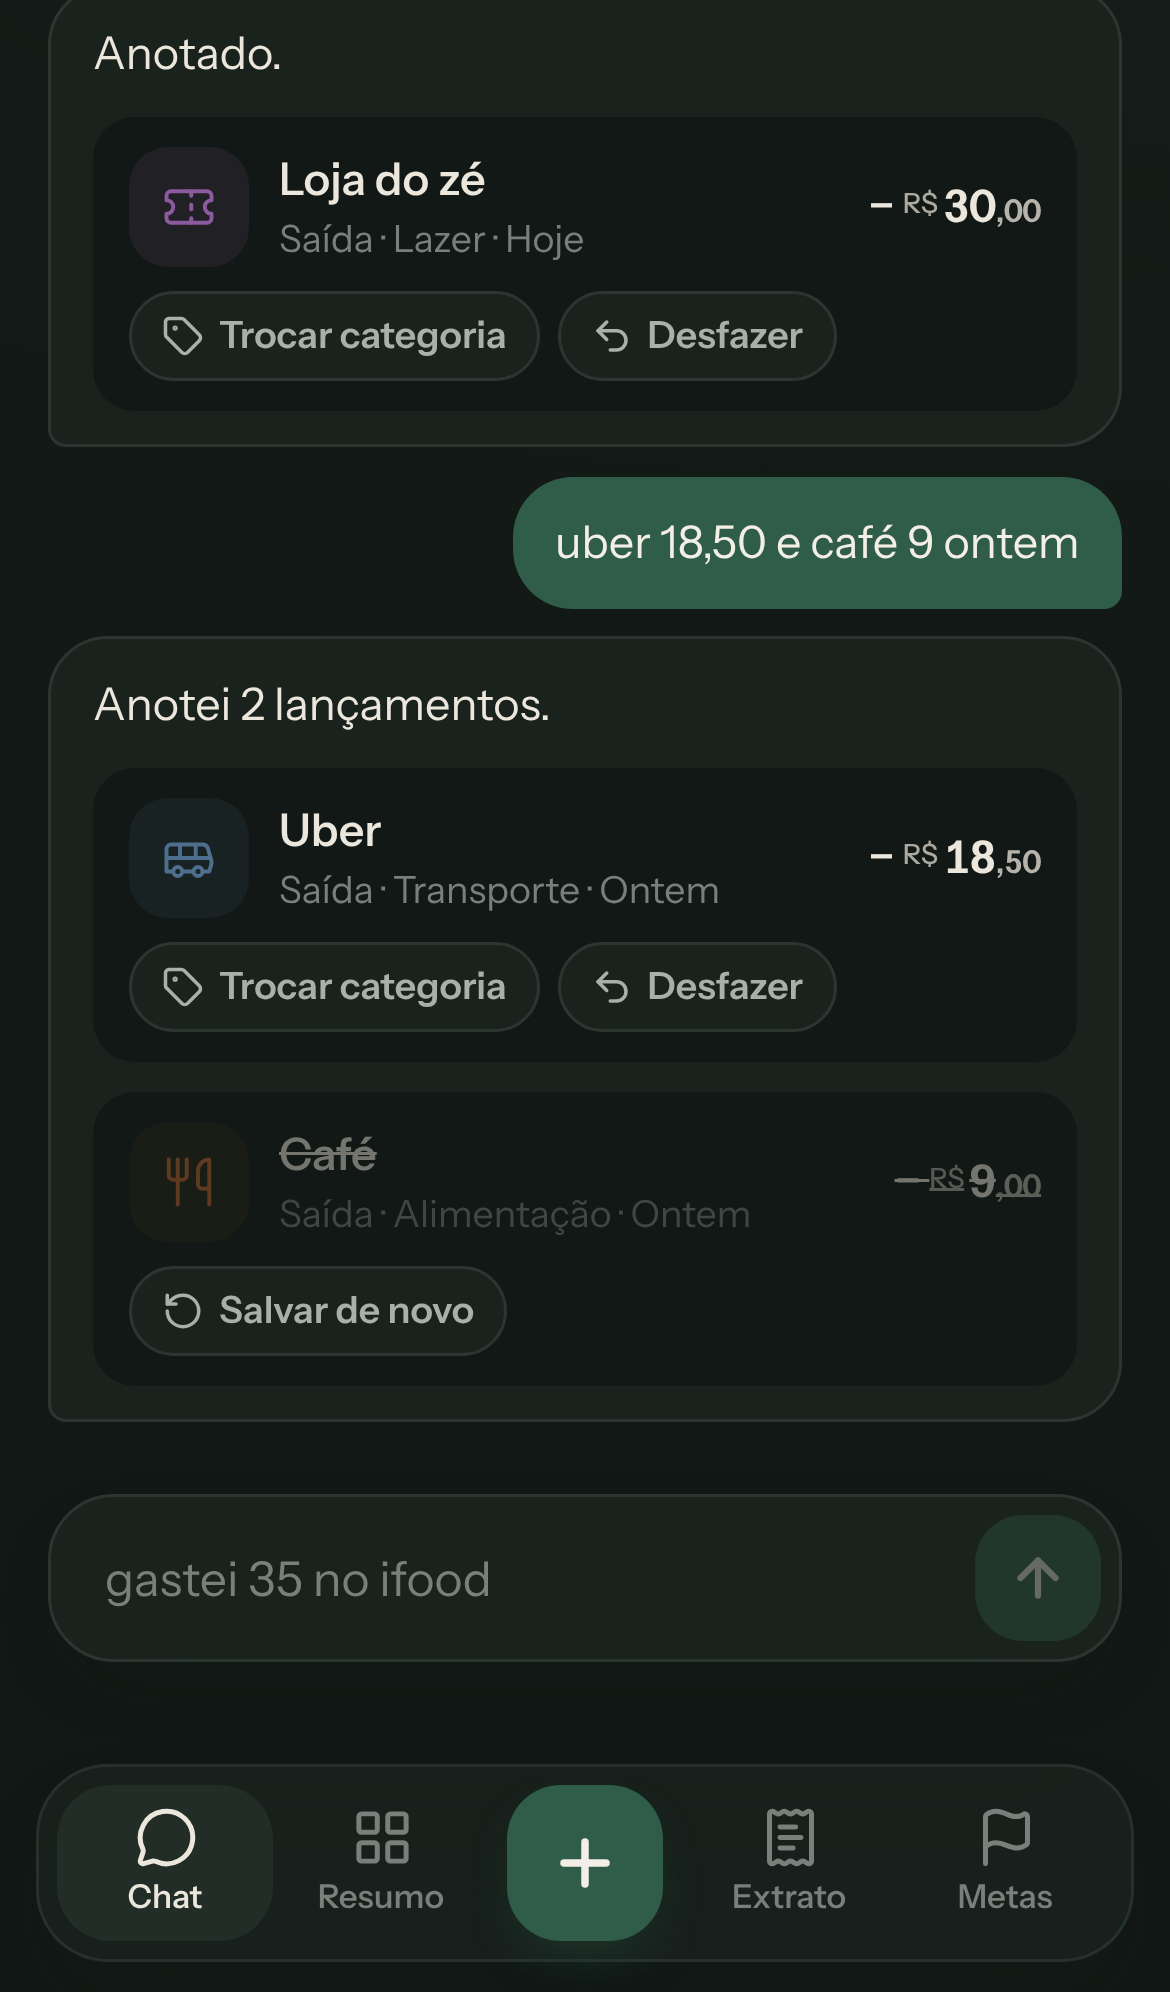 Anotado.
Loja do zé
Saída · Lazer · Hoje
– R$ 30,00
Trocar categoria
Desfazer
uber 18,50 e café 9 ontem
Anotei 2 lançamentos.
Uber
Saída · Transporte · Ontem
– R$ 18,50
Trocar categoria
Desfazer
Café
Saída · Alimentação · Ontem
– R$ 9,00
Salvar de novo
gastei 35 no ifood
Chat
Resumo
Extrato
Metas